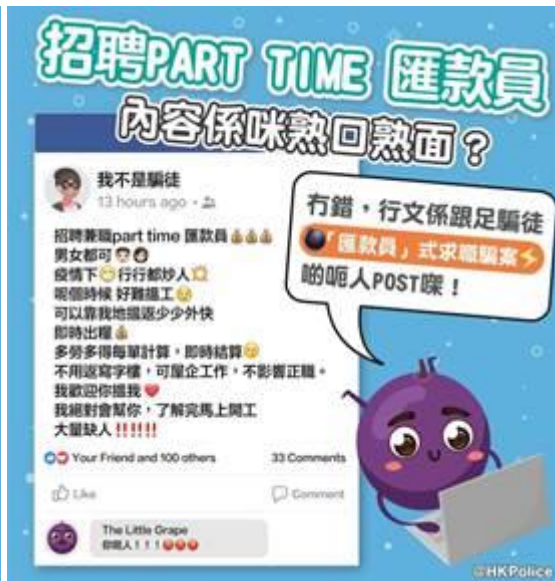 招聘PART TIME 匯款員
內容係咪熟口熟面？
我不是騙徒
13 hours ago
招聘兼職part time 匯款員💰💰💰
男女都可👨👩
疫情下😷行行都炒人💥
呢個時候 好難搵工😥
可以靠我地搵返少少外快
即時出糧💰
多勞多得每單計算，即時結算😗
不用返寫字樓，可屋企工作，不影響正職。
我歡迎你搵我❤️
我絕對會幫你，了解完馬上開工
大量缺人‼️‼️‼️
Your Friend and 100 others 33 Comments
Like Comment
The Little Grape
你呃人！！！😡😡😡
冇錯，行文係跟足騙徒
💣「匯款員」式求職騙案⚡
啲呃人POST㗎！
@HKPolice